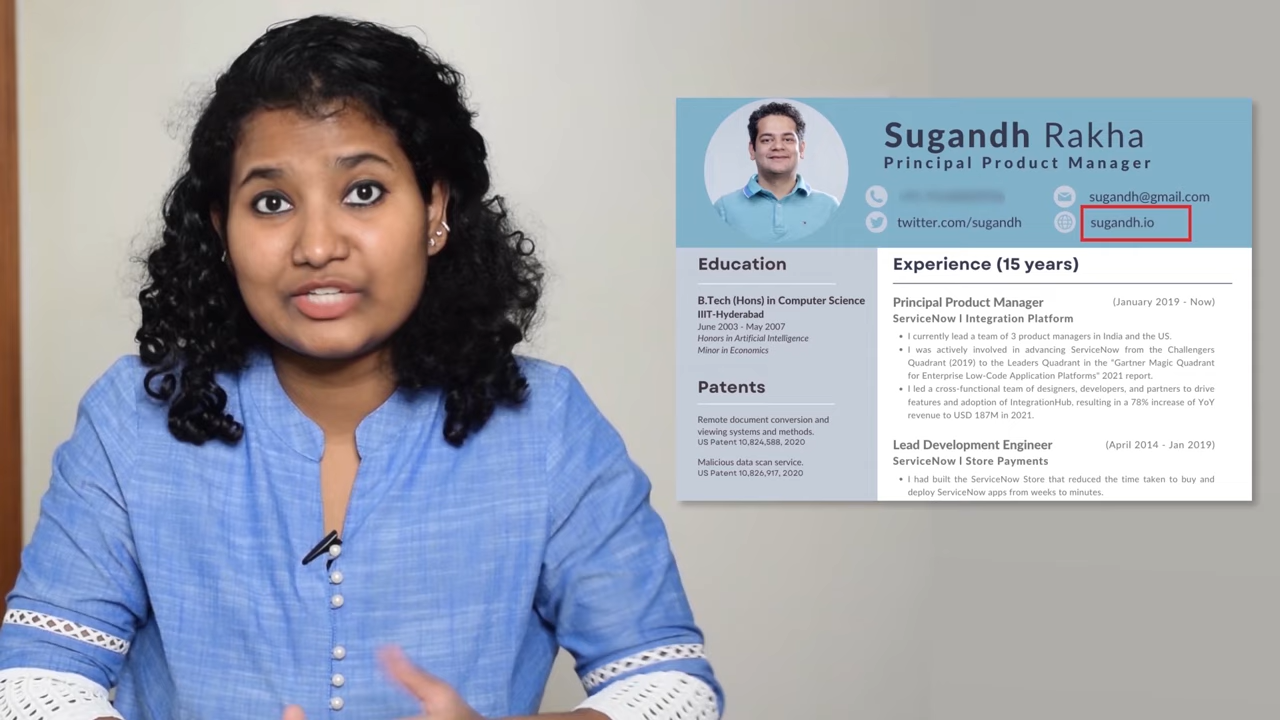 Sugandh Rakha
Principal Product Manager
sugandh@gmail.com
twitter.com/sugandh
sugandh.io
Education
B.Tech (Hons) in Computer Science
IIIT-Hyderabad
June 2003 - May 2007
Honors in Artificial Intelligence
Minor in Economics
Patents
Remote document conversion and
viewing systems and methods.
US Patent 10,824,588, 2020
Malicious data scan service.
US Patent 10,826,917, 2020
Experience (15 years)
Principal Product Manager (January 2019 - Now)
ServiceNow | Integration Platform
• I currently lead a team of 3 product managers in India and the US.
• I was actively involved in advancing ServiceNow from the Challengers
Quadrant (2019) to the Leaders Quadrant in the "Gartner Magic Quadrant
for Enterprise Low-Code Application Platforms" 2021 report.
• I led a cross-functional team of designers, developers, and partners to drive
features and adoption of IntegrationHub, resulting in a 78% increase of YoY
revenue to USD 187M in 2021.
Lead Development Engineer (April 2014 - Jan 2019)
ServiceNow | Store Payments
• I had built the ServiceNow Store that reduced the time taken to buy and
deploy ServiceNow apps from weeks to minutes.